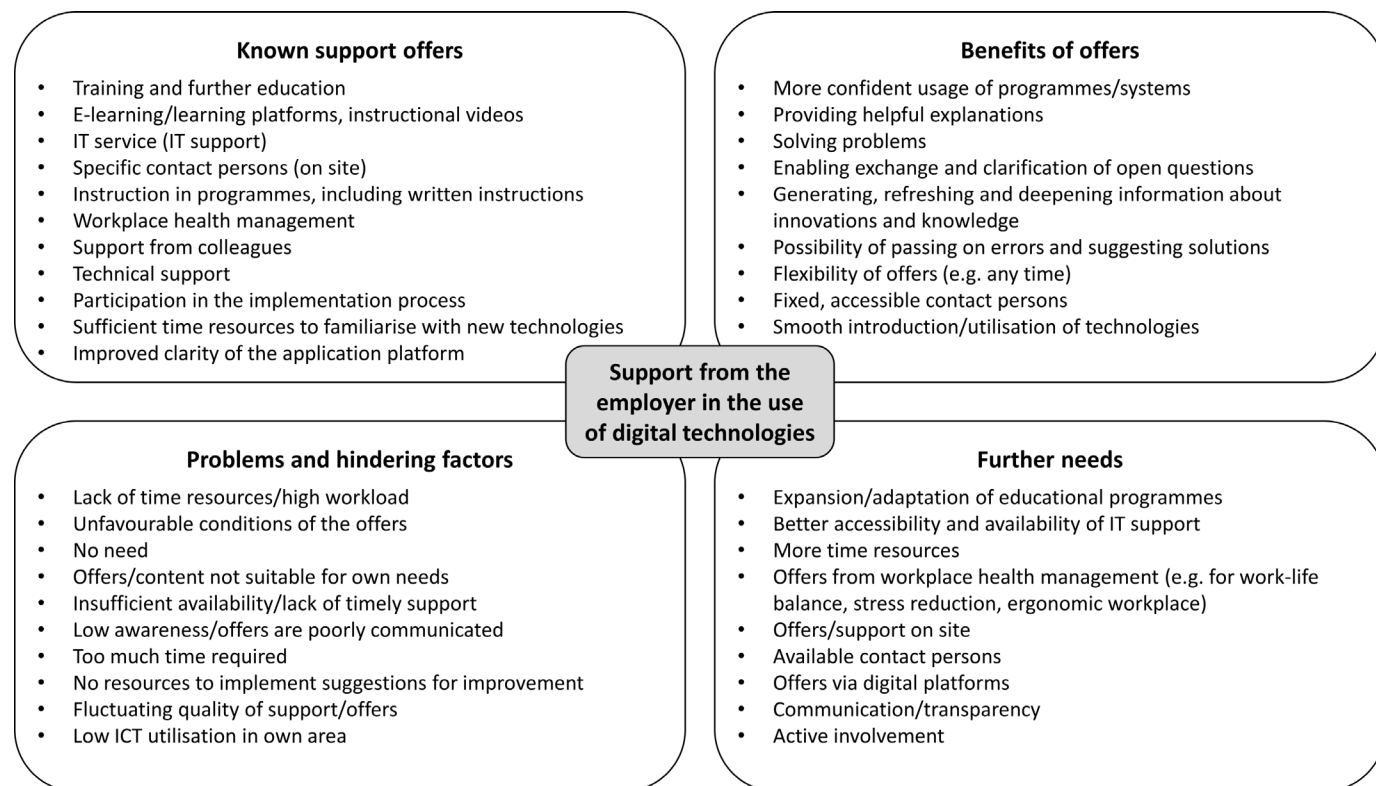 Known support offers
• Training and further education
• E-learning/learning platforms, instructional videos
• IT service (IT support)
• Specific contact persons (on site)
• Instruction in programmes, including written instructions
• Workplace health management
• Support from colleagues
• Technical support
• Participation in the implementation process
• Sufficient time resources to familiarise with new technologies
• Improved clarity of the application platform
Benefits of offers
• More confident usage of programmes/systems
• Providing helpful explanations
• Solving problems
• Enabling exchange and clarification of open questions
• Generating, refreshing and deepening information about
innovations and knowledge
• Possibility of passing on errors and suggesting solutions
• Flexibility of offers (e.g. any time)
• Fixed, accessible contact persons
• Smooth introduction/utilisation of technologies
Support from the
employer in the use
of digital technologies
Problems and hindering factors
• Lack of time resources/high workload
• Unfavourable conditions of the offers
• No need
• Offers/content not suitable for own needs
• Insufficient availability/lack of timely support
• Low awareness/offers are poorly communicated
• Too much time required
• No resources to implement suggestions for improvement
• Fluctuating quality of support/offers
• Low ICT utilisation in own area
Further needs
• Expansion/adaptation of educational programmes
• Better accessibility and availability of IT support
• More time resources
• Offers from workplace health management (e.g. for work-life
balance, stress reduction, ergonomic workplace)
• Offers/support on site
• Available contact persons
• Offers via digital platforms
• Communication/transparency
• Active involvement